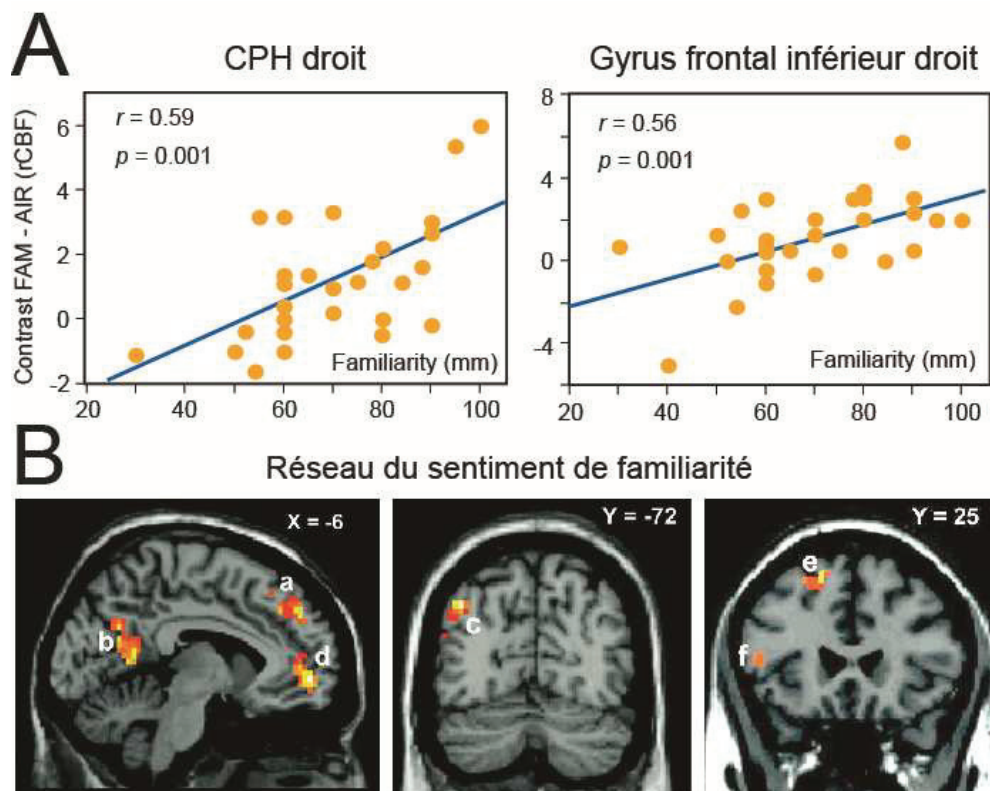 A
CPH droit
Gyrus frontal inférieur droit
Contrast FAM - AIR (rCBF)
r = 0.59
p = 0.001
6
4
2
0
-2
Familiarity (mm)
20 40 60 80 100
r = 0.56
p = 0.001
8
4
0
-4
Familiarity (mm)
20 40 60 80 100
B
Réseau du sentiment de familiarité
X = -6
a
b
d
Y = -72
c
Y = 25
e
f